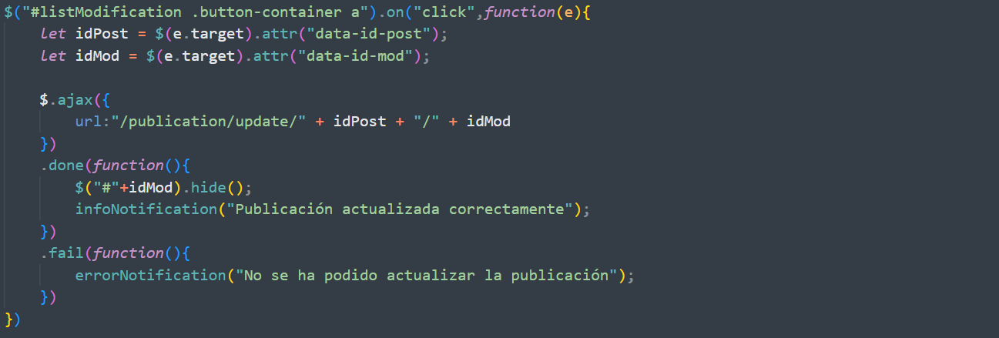 $("#listModification .button-container a").on("click",function(e){
    let idPost = $(e.target).attr("data-id-post");
    let idMod = $(e.target).attr("data-id-mod");

    $.ajax({
        url:"/publication/update/" + idPost + "/" + idMod
    })
    .done(function(){
        $("#"+idMod).hide();
        infoNotification("Publicación actualizada correctamente");
    })
    .fail(function(){
        errorNotification("No se ha podido actualizar la publicación");
    })
})